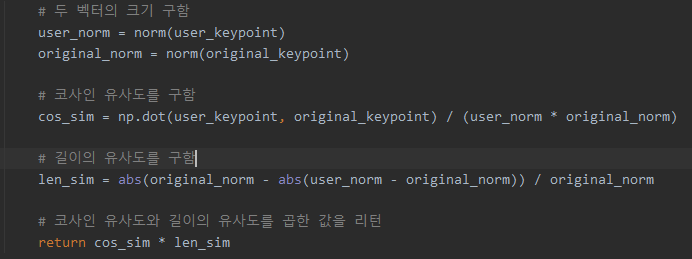 # 두 벡터의 크기 구함
user_norm = norm(user_keypoint)
original_norm = norm(original_keypoint)
# 코사인 유사도를 구함
cos_sim = np.dot(user_keypoint, original_keypoint) / (user_norm * original_norm)
# 길이의 유사도를 구함
len_sim = abs(original_norm - abs(user_norm - original_norm)) / original_norm
# 코사인 유사도와 길이의 유사도를 곱한 값을 리턴
return cos_sim * len_sim